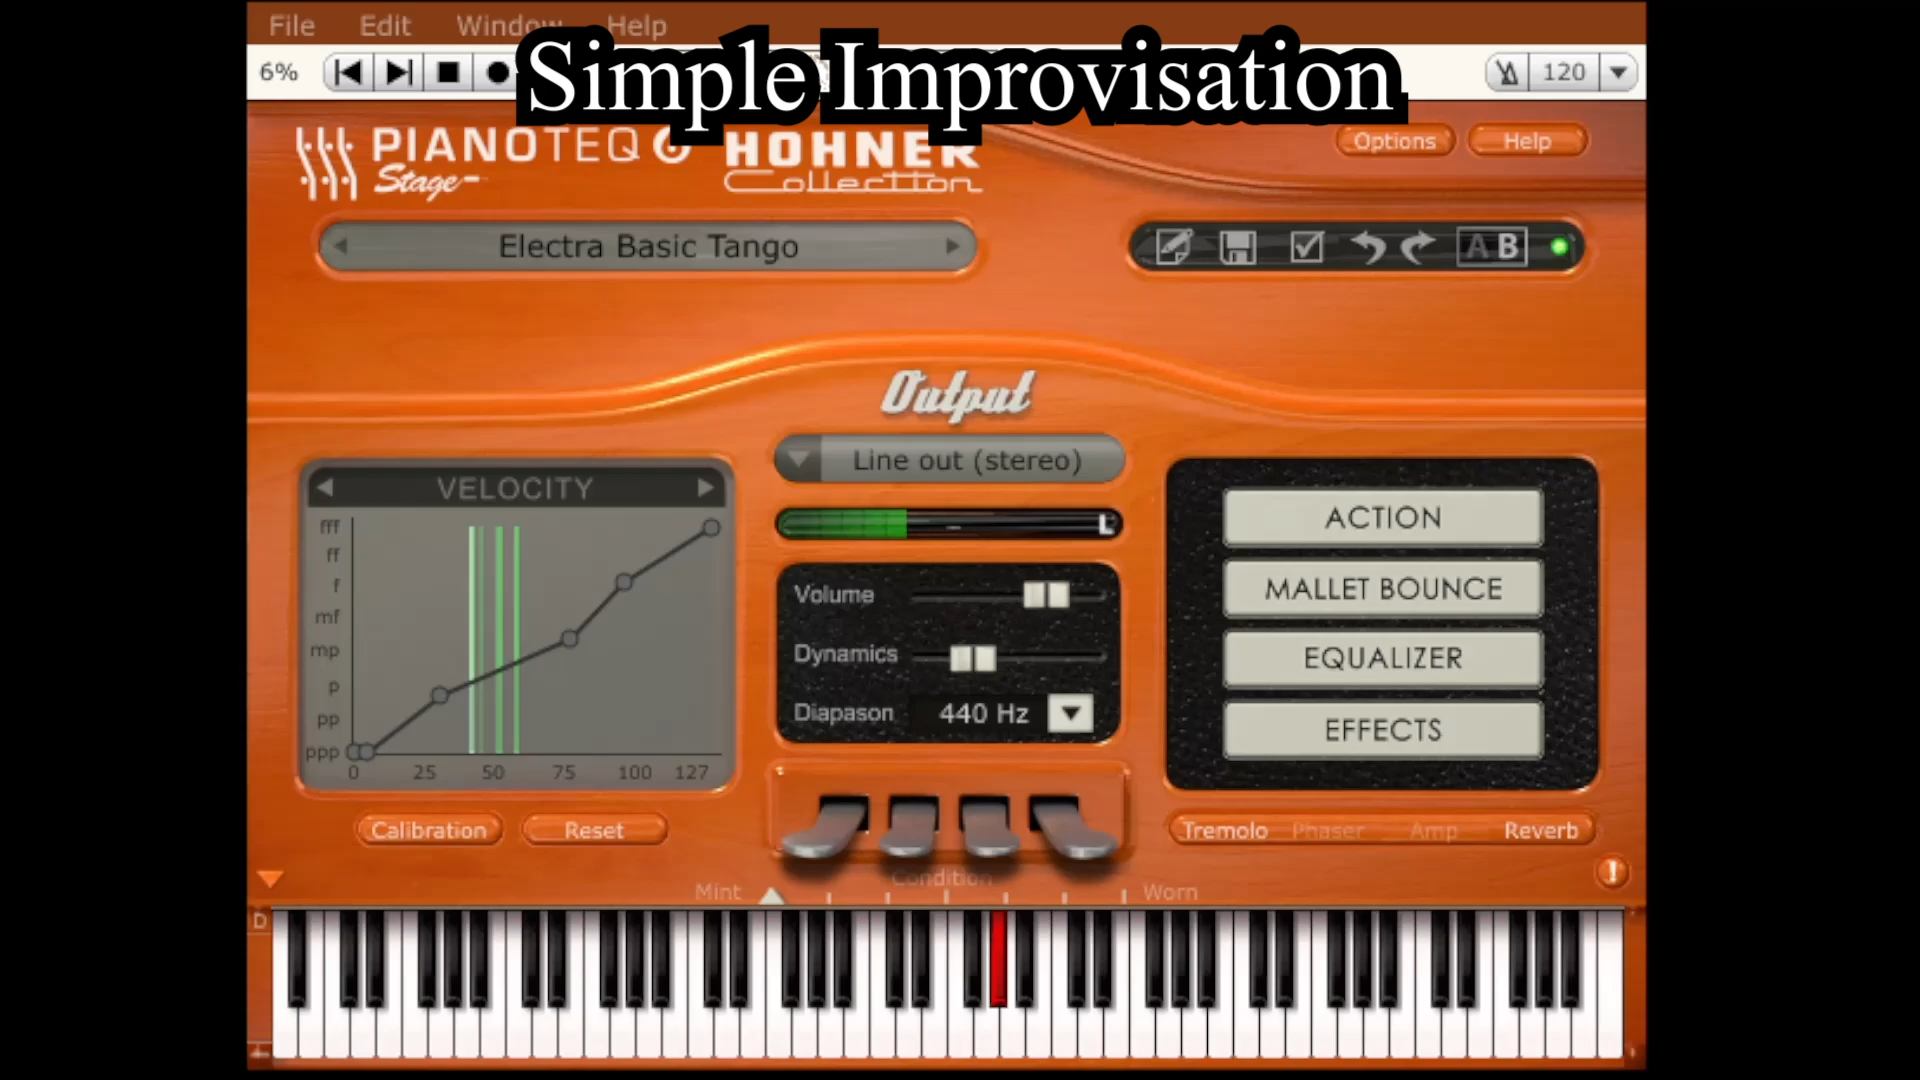 File Edit Window Help
Simple Improvisation
6%
120
PIANOTEQ 6 HOHNER
Stage Collection
Options Help
Electra Basic Tango
A B
Output
Line out (stereo)
L
VELOCITY
fff
ff
f
mf
mp
p
pp
ppp
0 25 50 75 100 127
Calibration Reset
Volume
Dynamics
Diapason 440 Hz
ACTION
MALLET BOUNCE
EQUALIZER
EFFECTS
Tremolo Phaser Amp Reverb
Mint Condition Worn
D